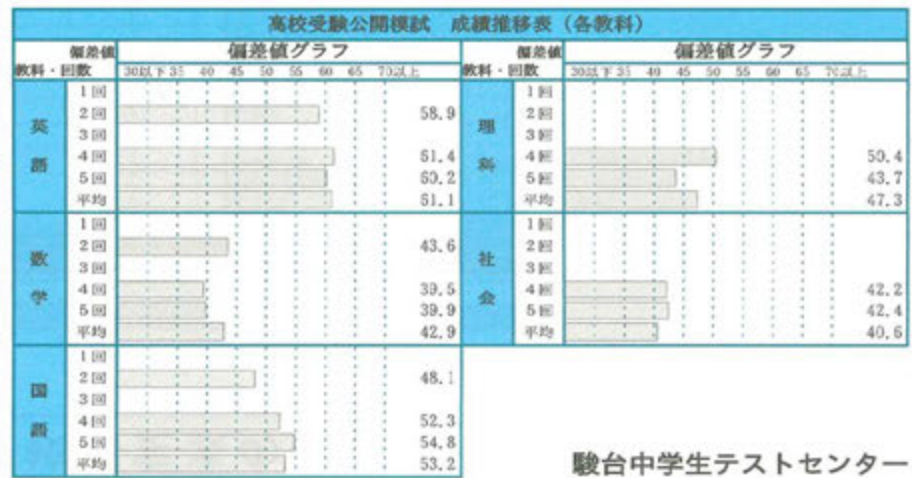 高校受験公開模試 成績推移表(各教科)
偏差値 偏差値グラフ
教科・回数 30以下 35 40 45 50 55 60 65 70以上
英語
1回
2回 58.9
3回
4回 61.4
5回 60.2
平均 61.1
数学
1回
2回 43.6
3回
4回 39.5
5回 39.9
平均 42.9
国語
1回
2回 48.1
3回
4回 52.3
5回 54.8
平均 53.2
偏差値 偏差値グラフ
教科・回数 30以下 35 40 45 50 55 60 65 70以上
理科
1回
2回
3回
4回 50.4
5回 43.7
平均 47.3
社会
1回
2回
3回
4回 42.2
5回 42.4
平均 40.6
駿台中学生テストセンター